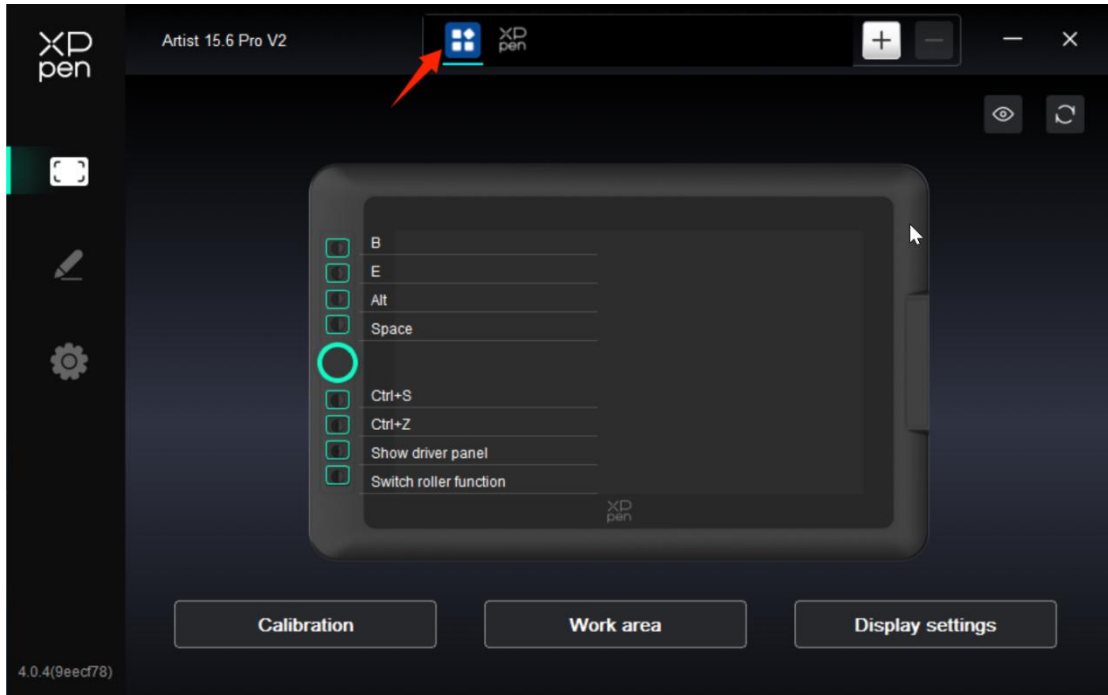 XP
pen
Artist 15.6 Pro V2
XP
pen
B
E
Alt
Space
Ctrl+S
Ctrl+Z
Show driver panel
Switch roller function
XP
pen
Calibration
Work area
Display settings
4.0.4(9eecf78)